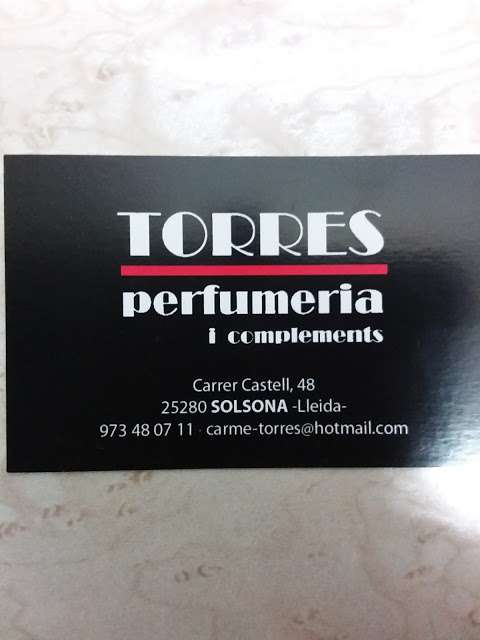 TORRES
perfumeria
i complements
Carrer Castell, 48
25280 SOLSONA -Lleida-
973 48 07 11 · carme-torres@hotmail.com